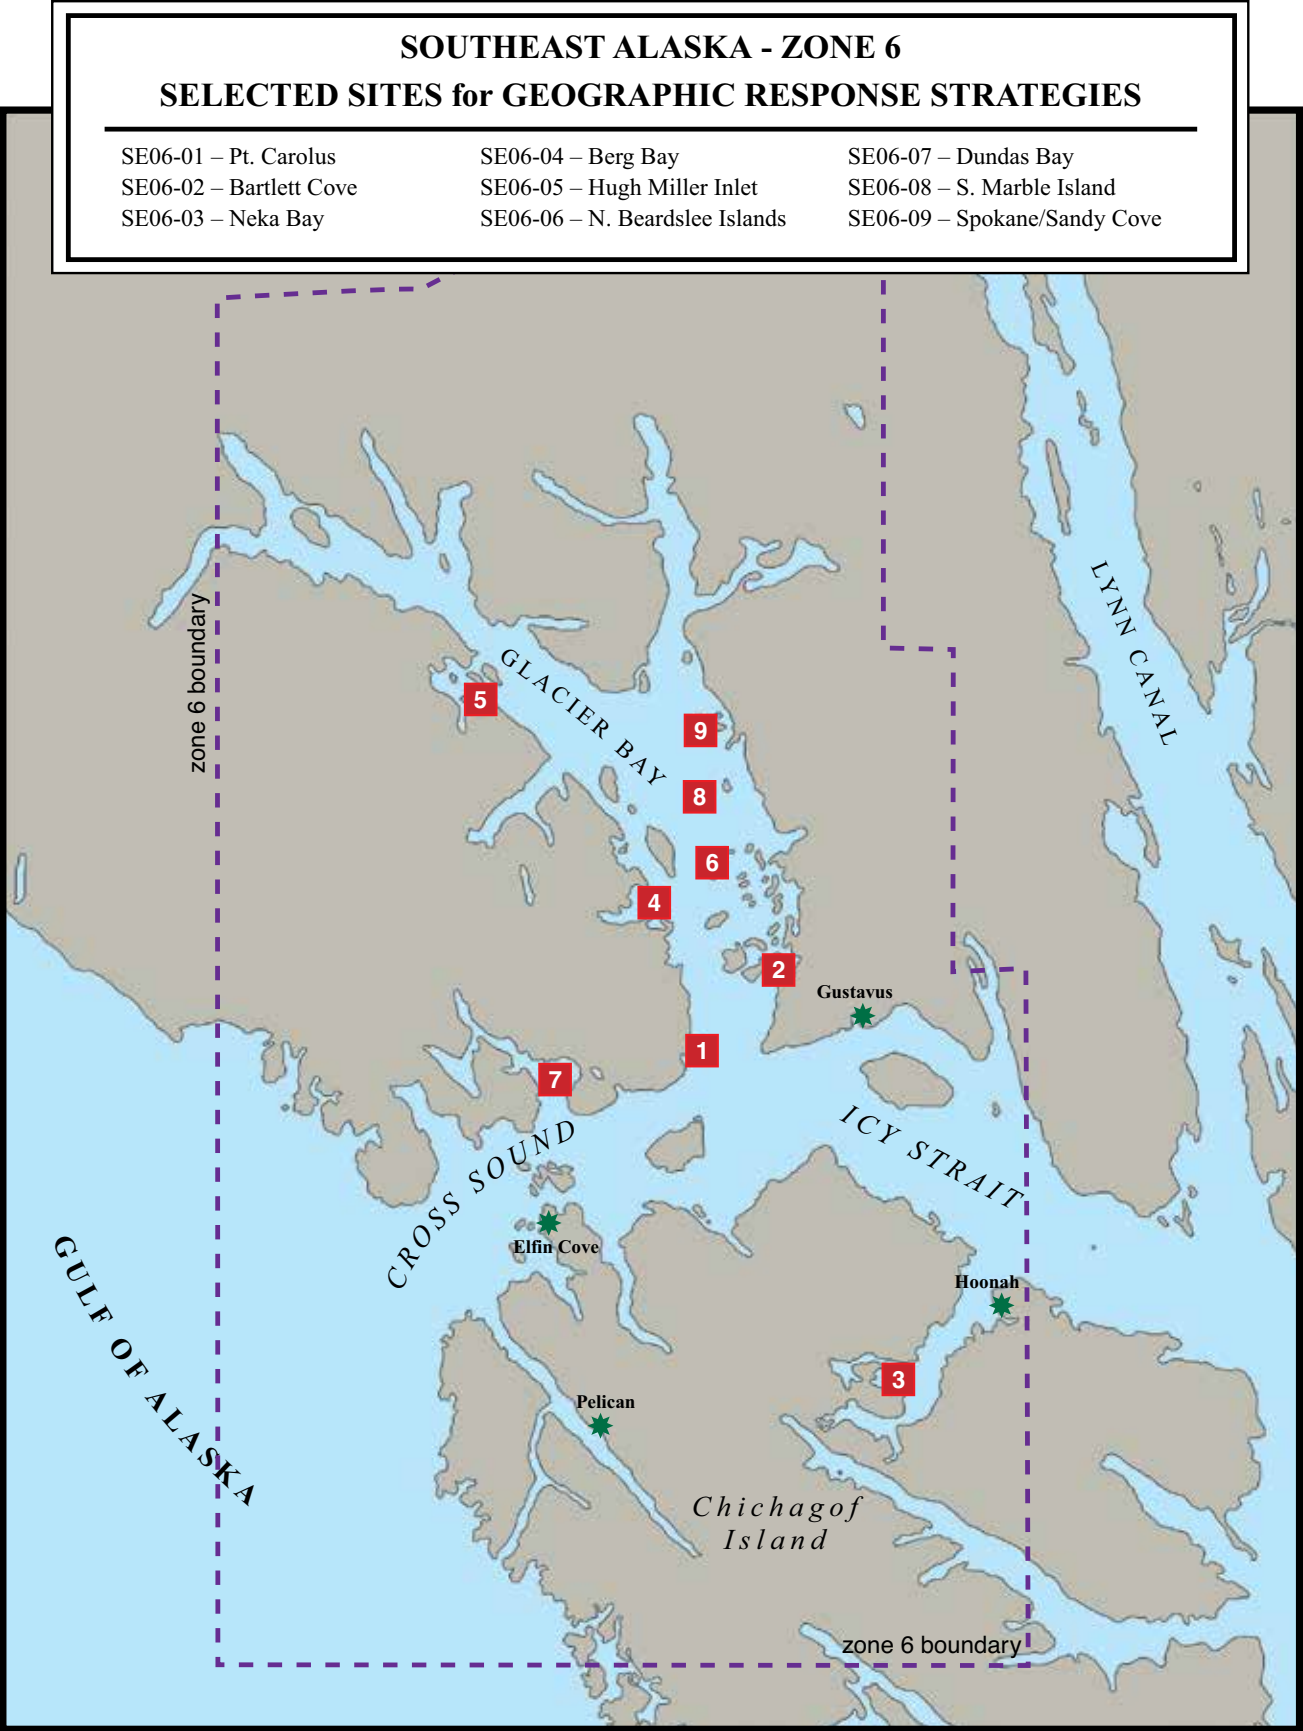 SOUTHEAST ALASKA - ZONE 6
SELECTED SITES for GEOGRAPHIC RESPONSE STRATEGIES
SE06-01 – Pt. Carolus
SE06-02 – Bartlett Cove
SE06-03 – Neka Bay
SE06-04 – Berg Bay
SE06-05 – Hugh Miller Inlet
SE06-06 – N. Beardslee Islands
SE06-07 – Dundas Bay
SE06-08 – S. Marble Island
SE06-09 – Spokane/Sandy Cove
LYNN CANAL
zone 6 boundary
GLACIER BAY
5
9
8
6
4
2
Gustavus
1
7
ICY STRAIT
CROSS SOUND
Elfin Cove
GULF OF ALASKA
Hoonah
3
Pelican
Chichagof
Island
zone 6 boundary